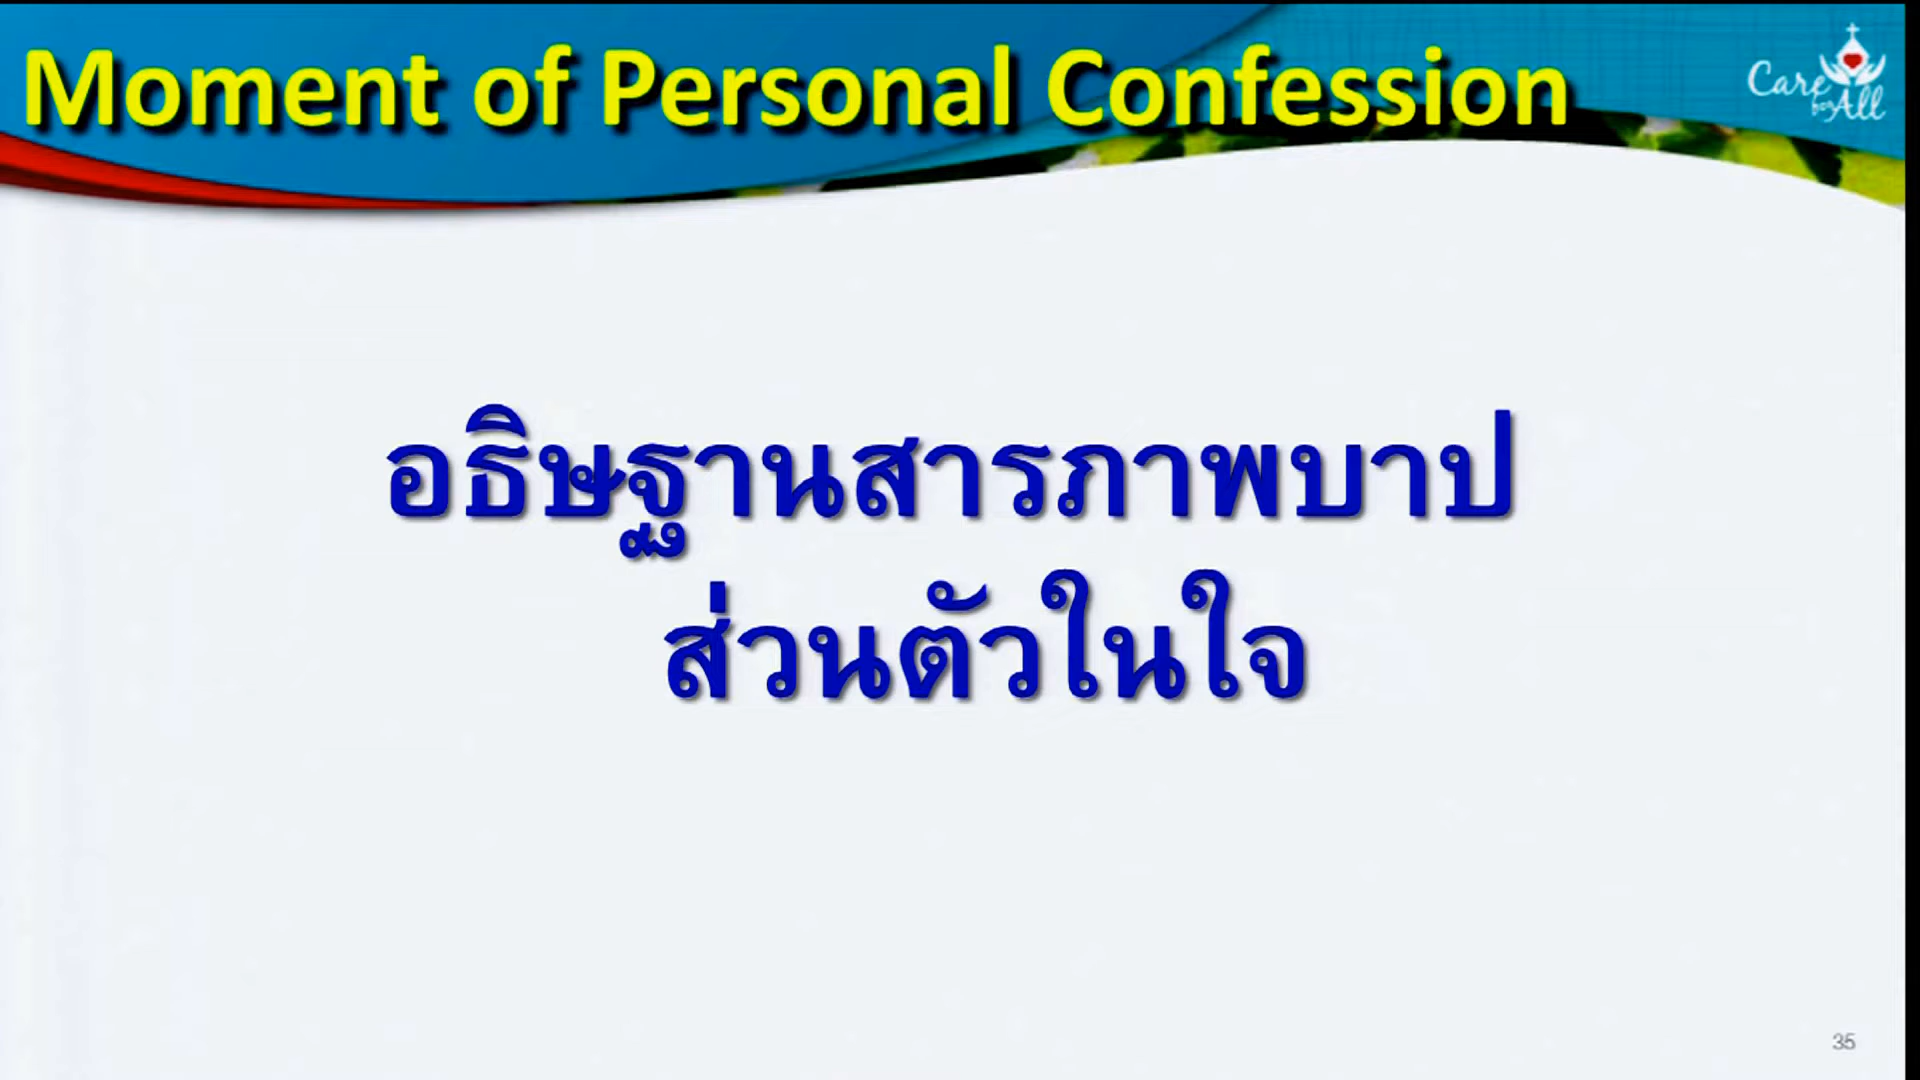 Moment of Personal Confession
Care
for All
อธิษฐานสารภาพบาป
ส่วนตัวในใจ
35